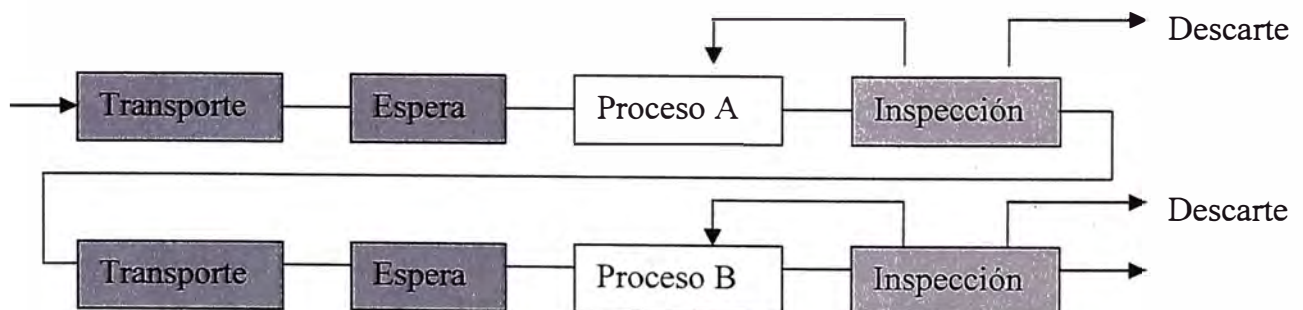 Descarte
Transporte Espera Proceso A Inspección
Descarte
Transporte Espera Proceso B Inspección